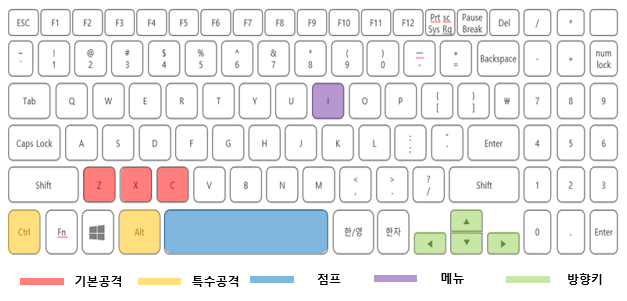 ESC F1 F2 F3 F4 F5 F6 F7 F8 F9 F10 F11 F12 Prt sc Sys Rq Pause Break Del / *
~ ` ! 1 @ 2 # 3 $ 4 % 5 ^ 6 & 7 * 8 ( 9 ) 0 — - + = Backspace - + num lock
Tab Q W E R T Y U I O P { [ } ] ₩ 7 8 9
Caps Lock A S D F G H J K L : ; " ' Enter 4 5 6
Shift Z X C V B N M < , > . ? / Shift 1 2 3
Ctrl Fn Alt 한/영 한자 ◀ ▲ ▼ ▶ 0 . Enter
기본공격 특수공격 점프 메뉴 방향키